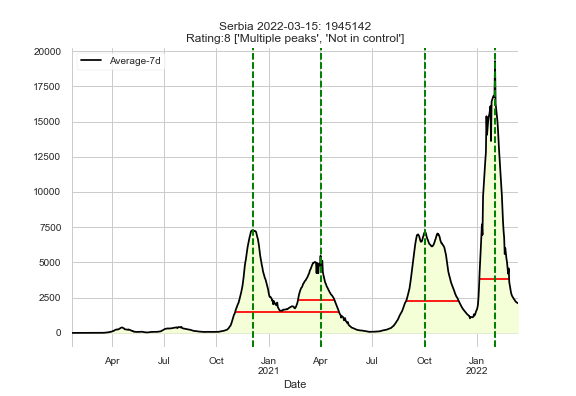 Serbia 2022-03-15: 1945142
Rating:8 ['Multiple peaks', 'Not in control']
Average-7d
20000
17500
15000
12500
10000
7500
5000
2500
0
Apr Jul Oct Jan Apr Jul Oct Jan
2021 2022
Date